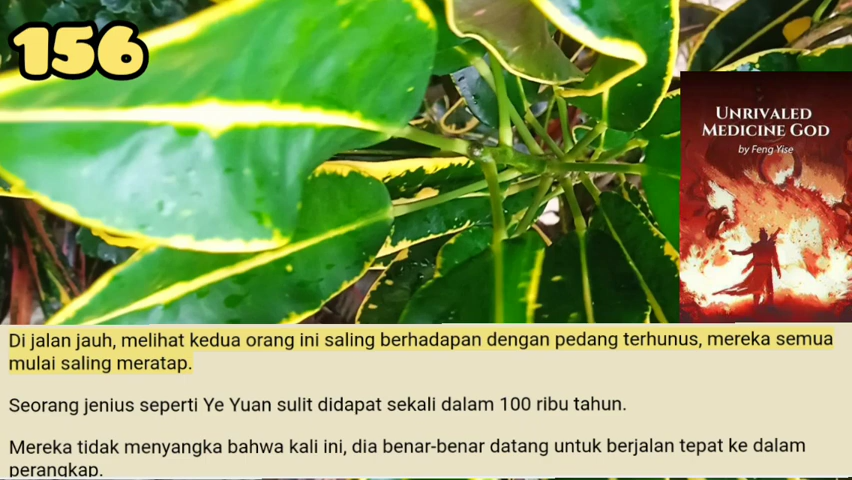 156
UNRIVALED
MEDICINE GOD
by Feng Yise
Di jalan jauh, melihat kedua orang ini saling berhadapan dengan pedang terhunus, mereka semua
mulai saling meratap.
Seorang jenius seperti Ye Yuan sulit didapat sekali dalam 100 ribu tahun.
Mereka tidak menyangka bahwa kali ini, dia benar-benar datang untuk berjalan tepat ke dalam
perangkap.